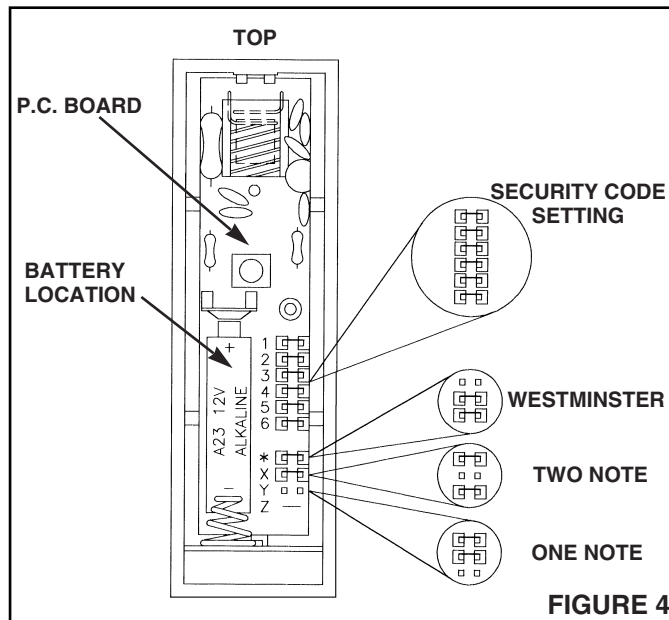 TOP
P.C. BOARD
SECURITY CODE
SETTING
BATTERY
LOCATION
+
A23 12V
ALKALINE
-
1
2
3
4
5
6
*
X
Y
Z
WESTMINSTER
TWO NOTE
ONE NOTE
FIGURE 4